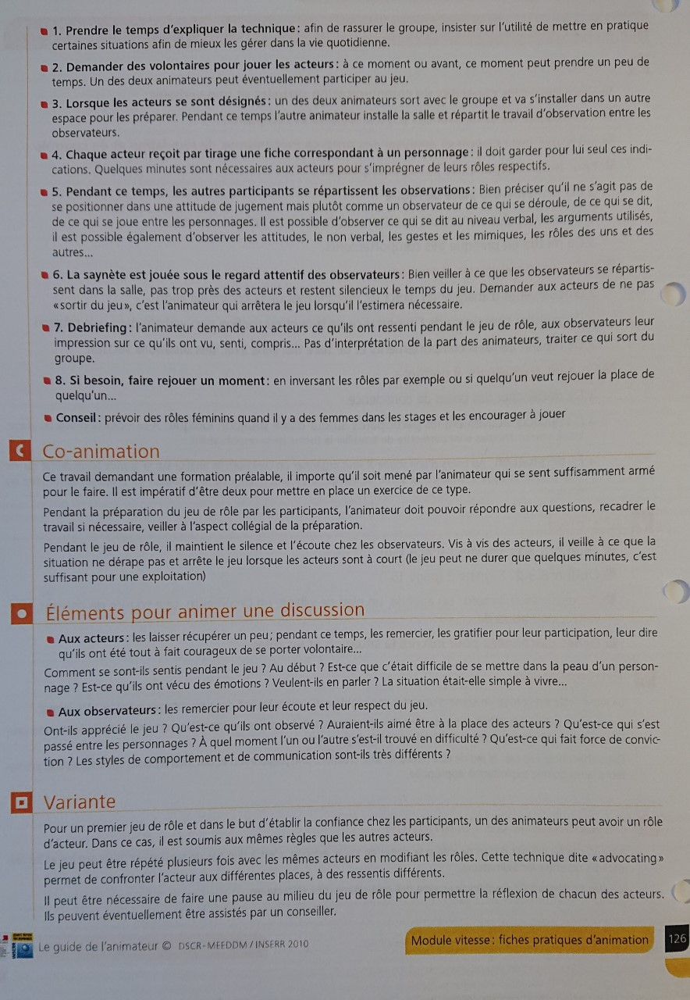 1. Prendre le temps d'expliquer la technique : afin de rassurer le groupe, insister sur l'utilité de mettre en pratique
certaines situations afin de mieux les gérer dans la vie quotidienne.
2. Demander des volontaires pour jouer les acteurs : à ce moment ou avant, ce moment peut prendre un peu de
temps. Un des deux animateurs peut éventuellement participer au jeu.
3. Lorsque les acteurs se sont désignés : un des deux animateurs sort avec le groupe et va s'installer dans un autre
espace pour les préparer. Pendant ce temps l'autre animateur installe la salle et répartit le travail d'observation entre les
observateurs.
4. Chaque acteur reçoit par tirage une fiche correspondant à un personnage : il doit garder pour lui seul ces indi-
cations. Quelques minutes sont nécessaires aux acteurs pour s'imprégner de leurs rôles respectifs.
5. Pendant ce temps, les autres participants se répartissent les observations : Bien préciser qu'il ne s'agit pas de
se positionner dans une attitude de jugement mais plutôt comme un observateur de ce qui se déroule, de ce qui se dit,
de ce qui se joue entre les personnages. Il est possible d'observer ce qui se dit au niveau verbal, les arguments utilisés,
il est possible également d'observer les attitudes, le non verbal, les gestes et les mimiques, les rôles des uns et des
autres...
6. La saynète est jouée sous le regard attentif des observateurs : Bien veiller à ce que les observateurs se répartis-
sent dans la salle, pas trop près des acteurs et restent silencieux le temps du jeu. Demander aux acteurs de ne pas
«sortir du jeu», c'est l'animateur qui arrêtera le jeu lorsqu'il l'estimera nécessaire.
7. Debriefing : l'animateur demande aux acteurs ce qu'ils ont ressenti pendant le jeu de rôle, aux observateurs leur
impression sur ce qu'ils ont vu, senti, compris... Pas d'interprétation de la part des animateurs, traiter ce qui sort du
groupe.
8. Si besoin, faire rejouer un moment : en inversant les rôles par exemple ou si quelqu'un veut rejouer la place de
quelqu'un...
Conseil : prévoir des rôles féminins quand il y a des femmes dans les stages et les encourager à jouer
Co-animation
Ce travail demandant une formation préalable, il importe qu'il soit mené par l'animateur qui se sent suffisamment armé
pour le faire. Il est impératif d'être deux pour mettre en place un exercice de ce type.
Pendant la préparation du jeu de rôle par les participants, l'animateur doit pouvoir répondre aux questions, recadrer le
travail si nécessaire, veiller à l'aspect collégial de la préparation.
Pendant le jeu de rôle, il maintient le silence et l'écoute chez les observateurs. Vis à vis des acteurs, il veille à ce que la
situation ne dérape pas et arrête le jeu lorsque les acteurs sont à court (le jeu peut ne durer que quelques minutes, c'est
suffisant pour une exploitation)
Éléments pour animer une discussion
Aux acteurs : les laisser récupérer un peu ; pendant ce temps, les remercier, les gratifier pour leur participation, leur dire
qu'ils ont été tout à fait courageux de se porter volontaire...
Comment se sont-ils sentis pendant le jeu ? Au début ? Est-ce que c'était difficile de se mettre dans la peau d'un person-
nage ? Est-ce qu'ils ont vécu des émotions ? Veulent-ils en parler ? La situation était-elle simple à vivre...
Aux observateurs : les remercier pour leur écoute et leur respect du jeu.
Ont-ils apprécié le jeu ? Qu'est-ce qu'ils ont observé ? Auraient-ils aimé être à la place des acteurs ? Qu'est-ce qui s'est
passé entre les personnages ? À quel moment l'un ou l'autre s'est-il trouvé en difficulté ? Qu'est-ce qui fait force de convic-
tion ? Les styles de comportement et de communication sont-ils très différents ?
Variante
Pour un premier jeu de rôle et dans le but d'établir la confiance chez les participants, un des animateurs peut avoir un rôle
d'acteur. Dans ce cas, il est soumis aux mêmes règles que les autres acteurs.
Le jeu peut être répété plusieurs fois avec les mêmes acteurs en modifiant les rôles. Cette technique dite «advocating»
permet de confronter l'acteur aux différentes places, à des ressentis différents.
Il peut être nécessaire de faire une pause au milieu du jeu de rôle pour permettre la réflexion de chacun des acteurs.
Ils peuvent éventuellement être assistés par un conseiller.
Le guide de l'animateur © DSCR-MEEDDM / INSERR 2010
Module vitesse : fiches pratiques d'animation
126